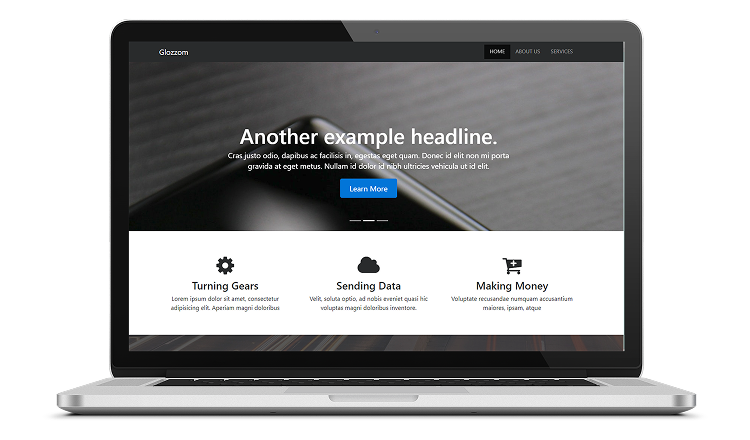 Glozzom
HOME ABOUT US SERVICES
Another example headline.
Cras justo odio, dapibus ac facilisis in, egestas eget quam. Donec id elit non mi porta
gravida at eget metus. Nullam id dolor id nibh ultricies vehicula ut id elit.
Learn More
Turning Gears
Lorem ipsum dolor sit amet, consectetur
adipisicing elit. Aperiam magni doloribus
Sending Data
Velit, soluta optio, ad nobis eveniet quasi hic
voluptas magni doloribus inventore.
Making Money
Voluptate recusandae numquam accusantium
maiores, ipsam, atque